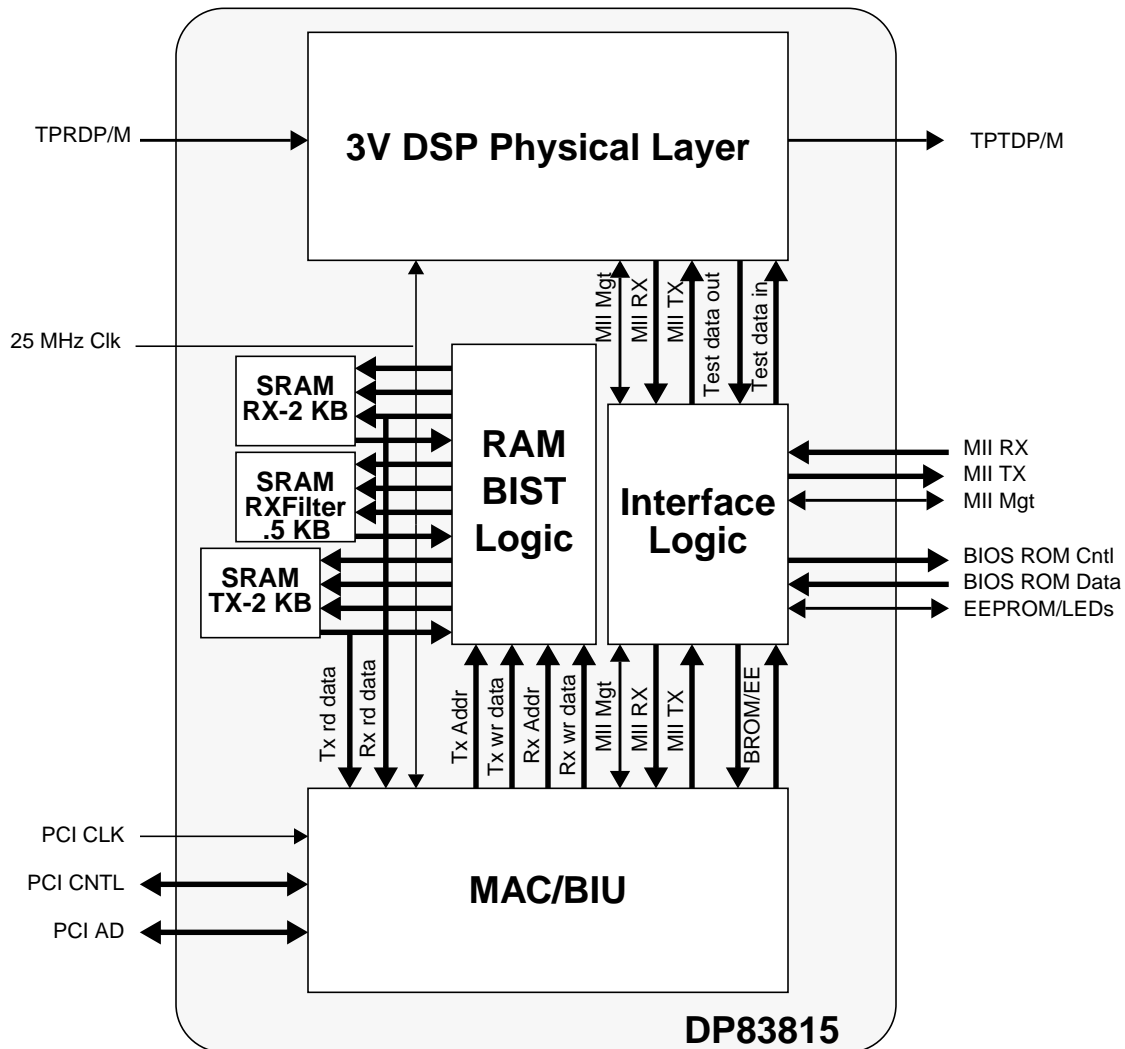 3V DSP Physical Layer
TPRDP/M
TPTDP/M
MII Mgt
MII RX
MII TX
Test data out
Test data in
25 MHz Clk
SRAM
RX-2 KB
SRAM
RXFilter
.5 KB
SRAM
TX-2 KB
RAM
BIST
Logic
Interface
Logic
MII RX
MII TX
MII Mgt
BIOS ROM Cntl
BIOS ROM Data
EEPROM/LEDs
Tx rd data
Rx rd data
Tx Addr
Tx wr data
Rx Addr
Rx wr data
MII Mgt
MII RX
MII TX
BROM/EE
PCI CLK
PCI CNTL
PCI AD
MAC/BIU
DP83815